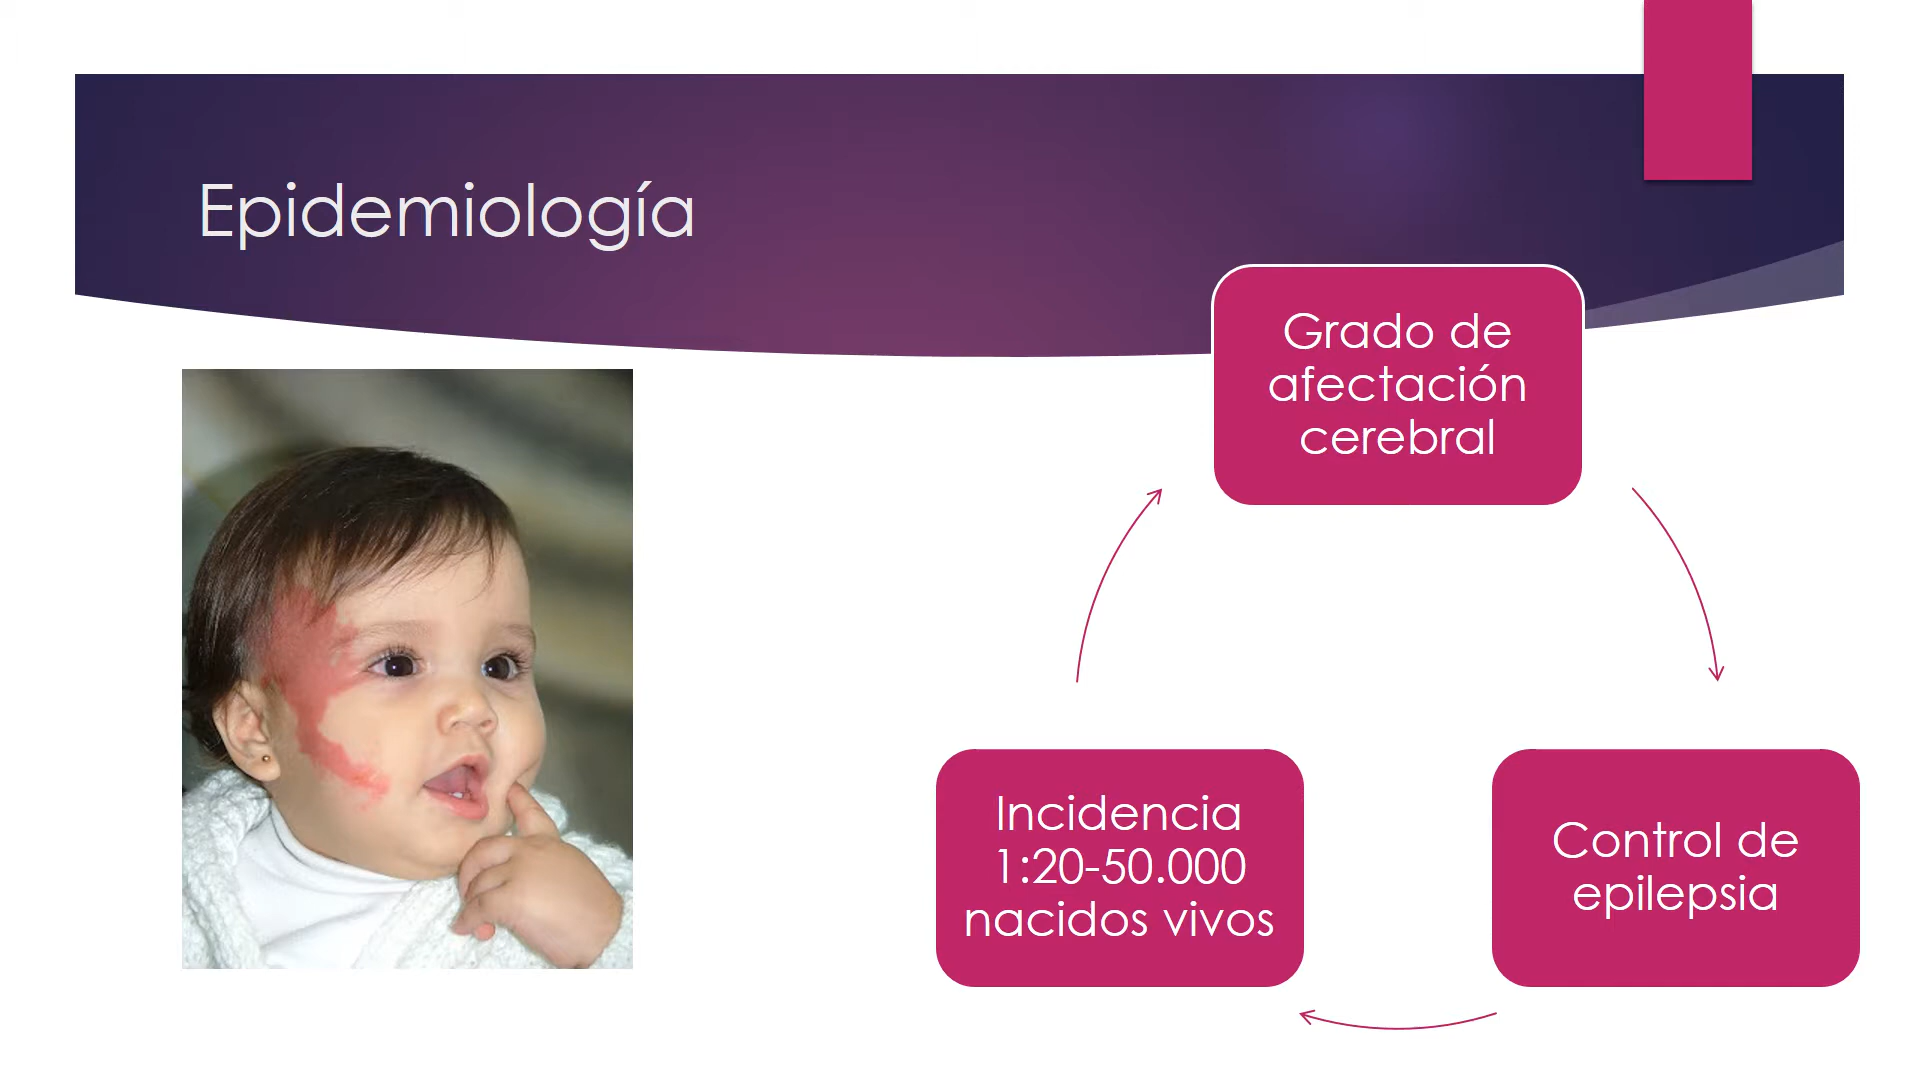 Epidemiología
Grado de
afectación
cerebral
Incidencia
1:20-50.000
nacidos vivos
Control de
epilepsia